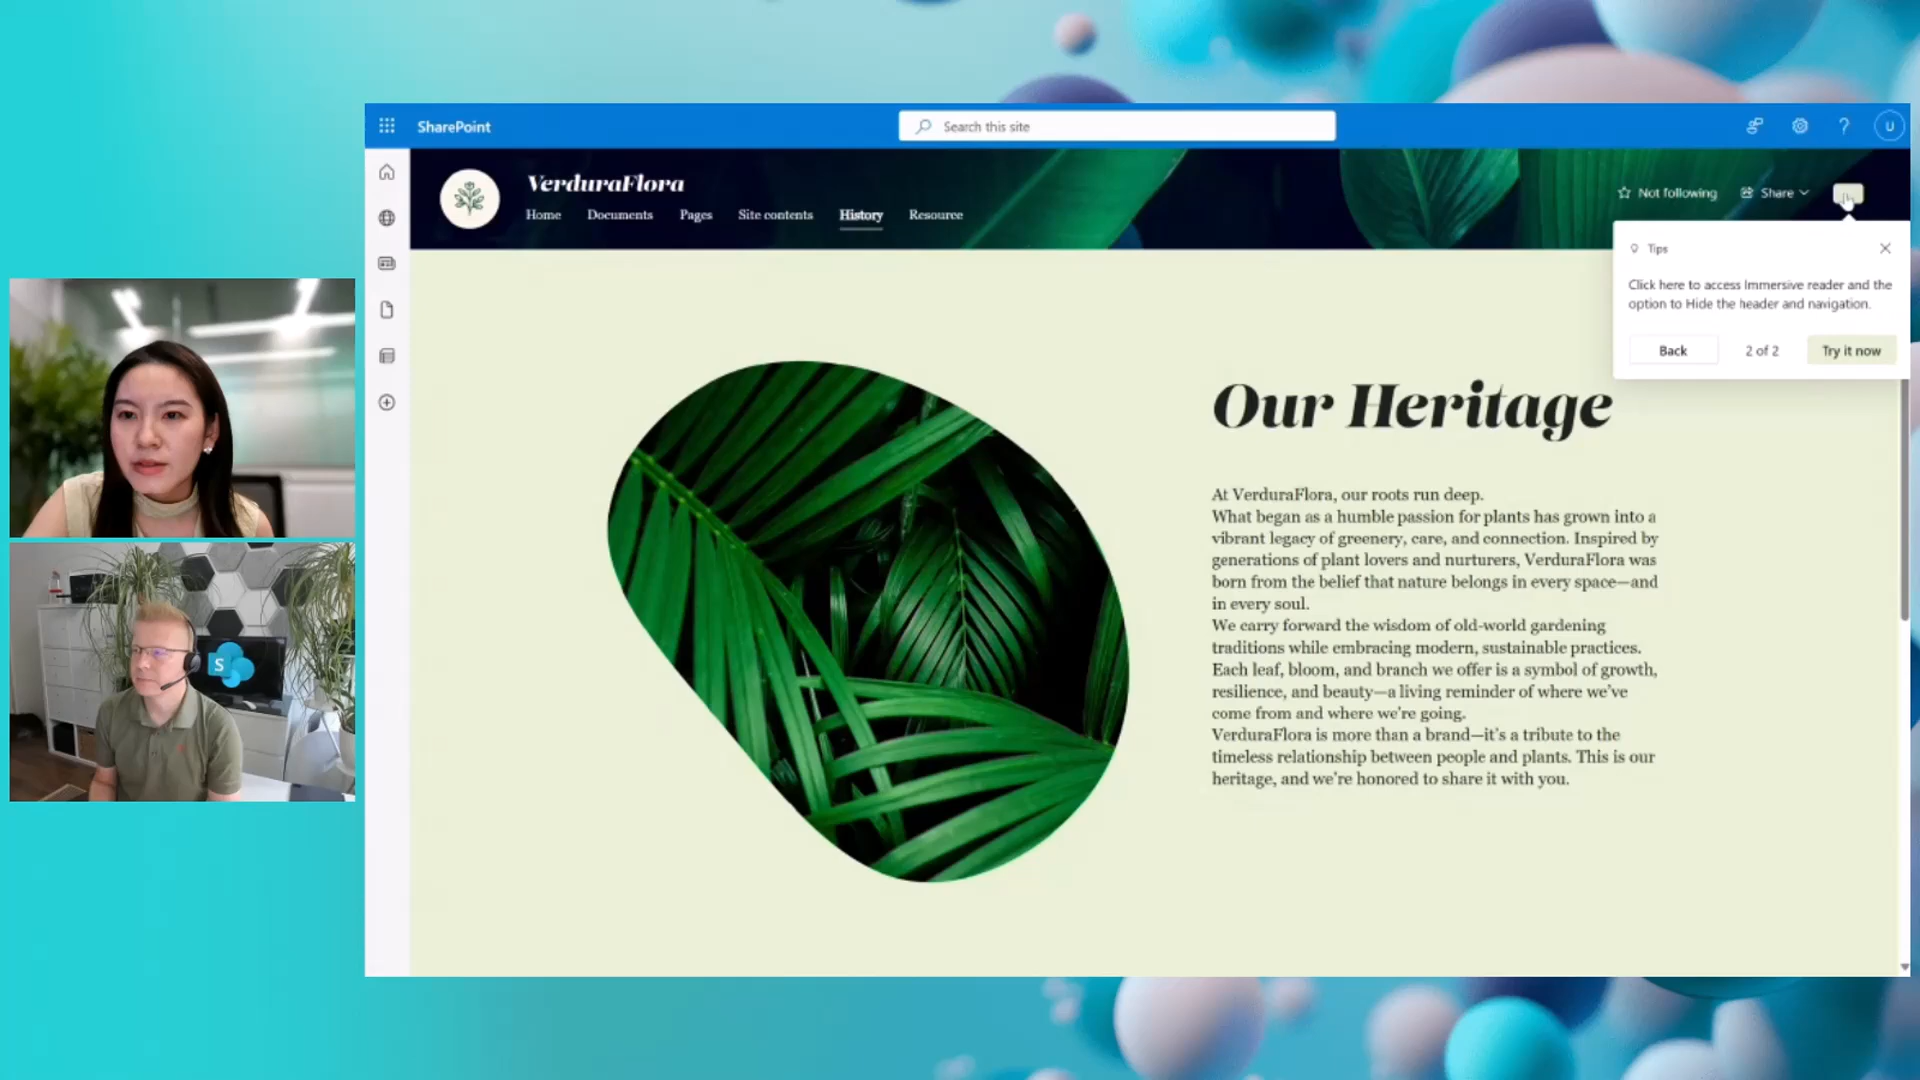 SharePoint
Search this site
U
VerduraFlora
Not following
Share
Home Documents Pages Site contents History Resource
Tips
Click here to access Immersive reader and the
option to Hide the header and navigation.
Back
2 of 2
Try it now
Our Heritage
At VerduraFlora, our roots run deep.
What began as a humble passion for plants has grown into a
vibrant legacy of greenery, care, and connection. Inspired by
generations of plant lovers and nurturers, VerduraFlora was
born from the belief that nature belongs in every space—and
in every soul.
We carry forward the wisdom of old-world gardening
traditions while embracing modern, sustainable practices.
Each leaf, bloom, and branch we offer is a symbol of growth,
resilience, and beauty—a living reminder of where we've
come from and where we're going.
VerduraFlora is more than a brand—it's a tribute to the
timeless relationship between people and plants. This is our
heritage, and we're honored to share it with you.
S